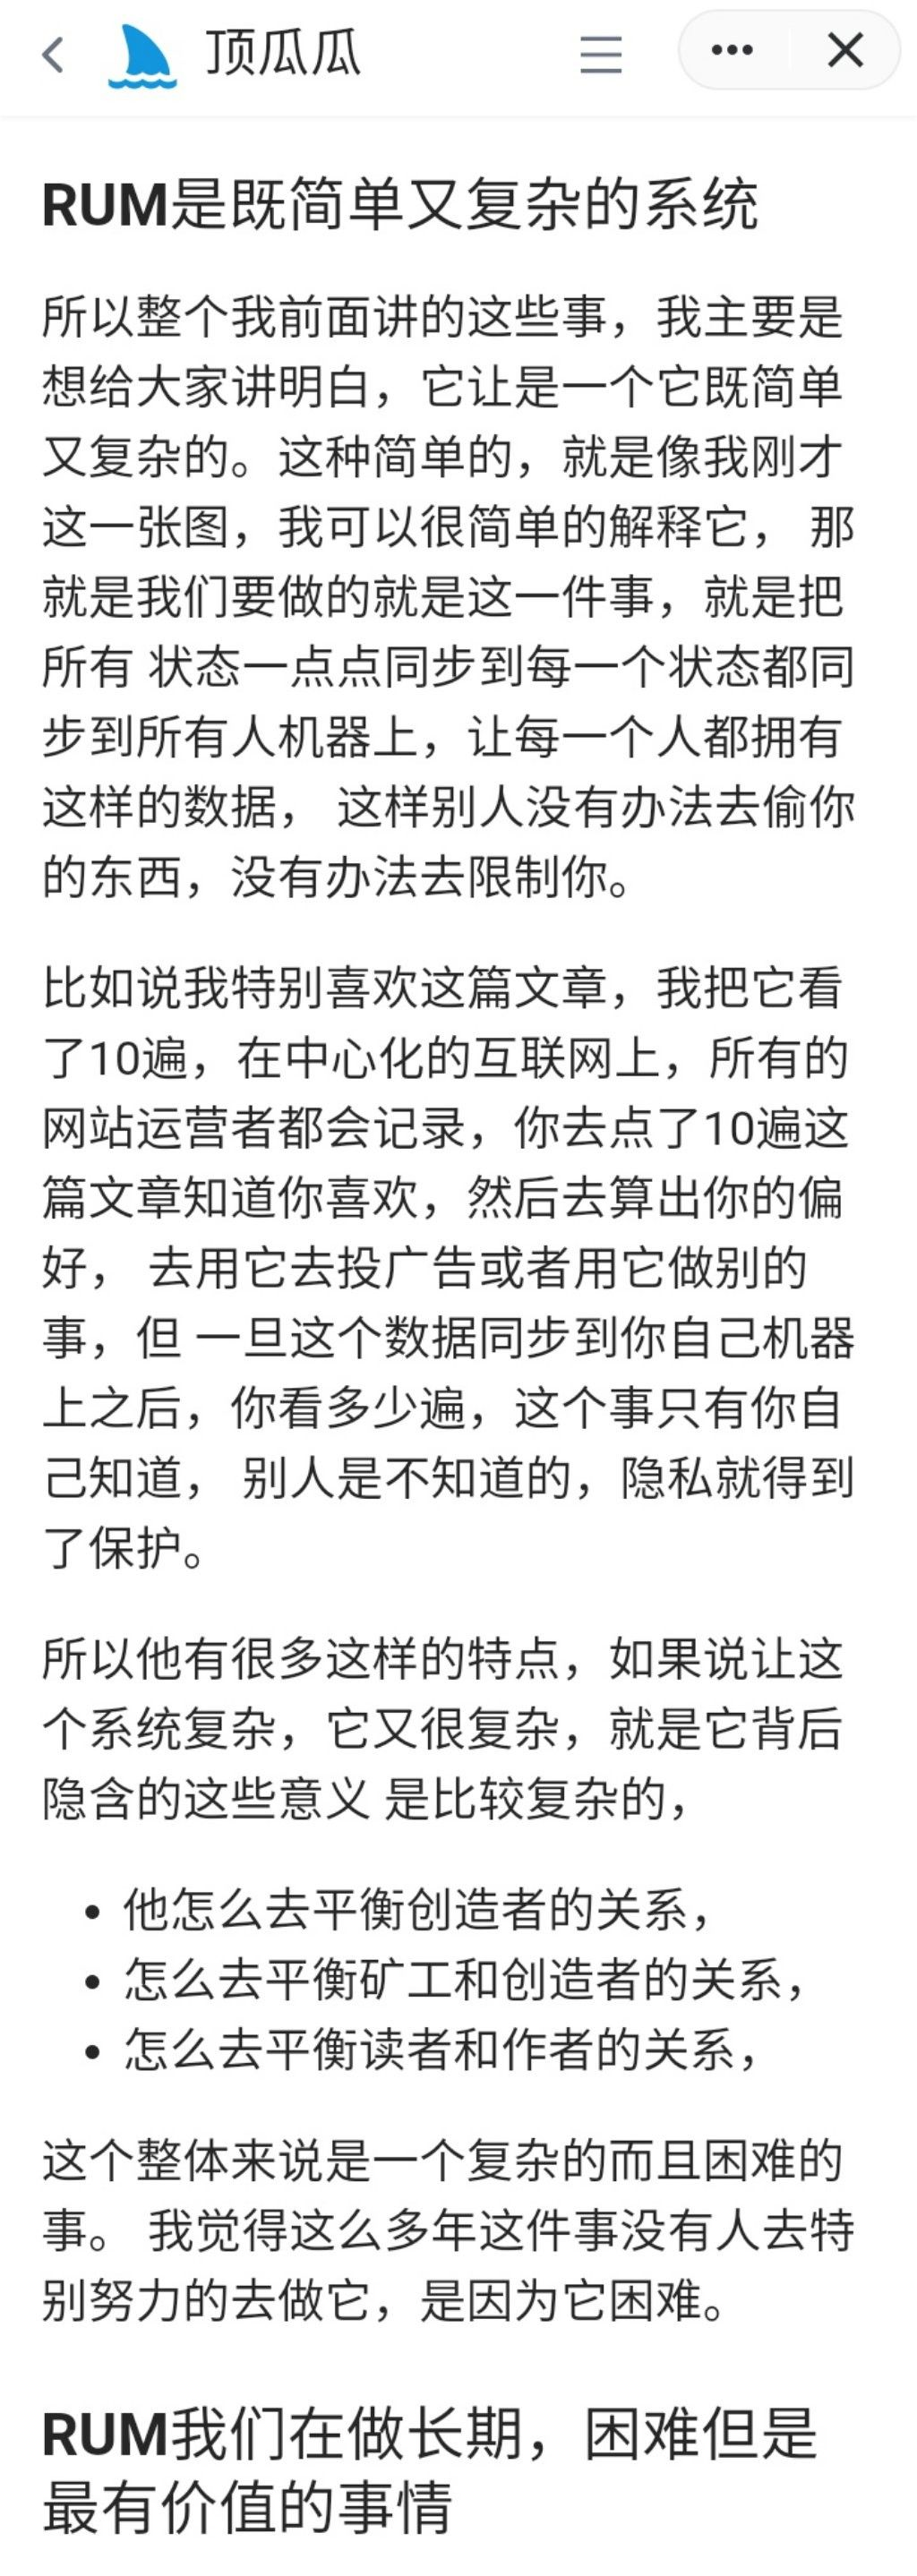 顶瓜瓜
RUM是既简单又复杂的系统
所以整个我前面讲的这些事，我主要是
想给大家讲明白，它让是一个它既简单
又复杂的。这种简单的，就是像我刚才
这一张图，我可以很简单的解释它， 那
就是我们要做的就是这一件事，就是把
所有 状态一点点同步到每一个状态都同
步到所有人机器上，让每一个人都拥有
这样的数据， 这样别人没有办法去偷你
的东西，没有办法去限制你。
比如说我特别喜欢这篇文章，我把它看
了10遍，在中心化的互联网上，所有的
网站运营者都会记录，你去点了10遍这
篇文章知道你喜欢，然后去算出你的偏
好， 去用它去投广告或者用它做别的
事，但 一旦这个数据同步到你自己机器
上之后，你看多少遍，这个事只有你自
己知道， 别人是不知道的，隐私就得到
了保护。
所以他有很多这样的特点，如果说让这
个系统复杂，它又很复杂，就是它背后
隐含的这些意义 是比较复杂的，
• 他怎么去平衡创造者的关系，
• 怎么去平衡矿工和创造者的关系，
• 怎么去平衡读者和作者的关系，
这个整体来说是一个复杂的而且困难的
事。 我觉得这么多年这件事没有人去特
别努力的去做它，是因为它困难。
RUM我们在做长期，困难但是
最有价值的事情